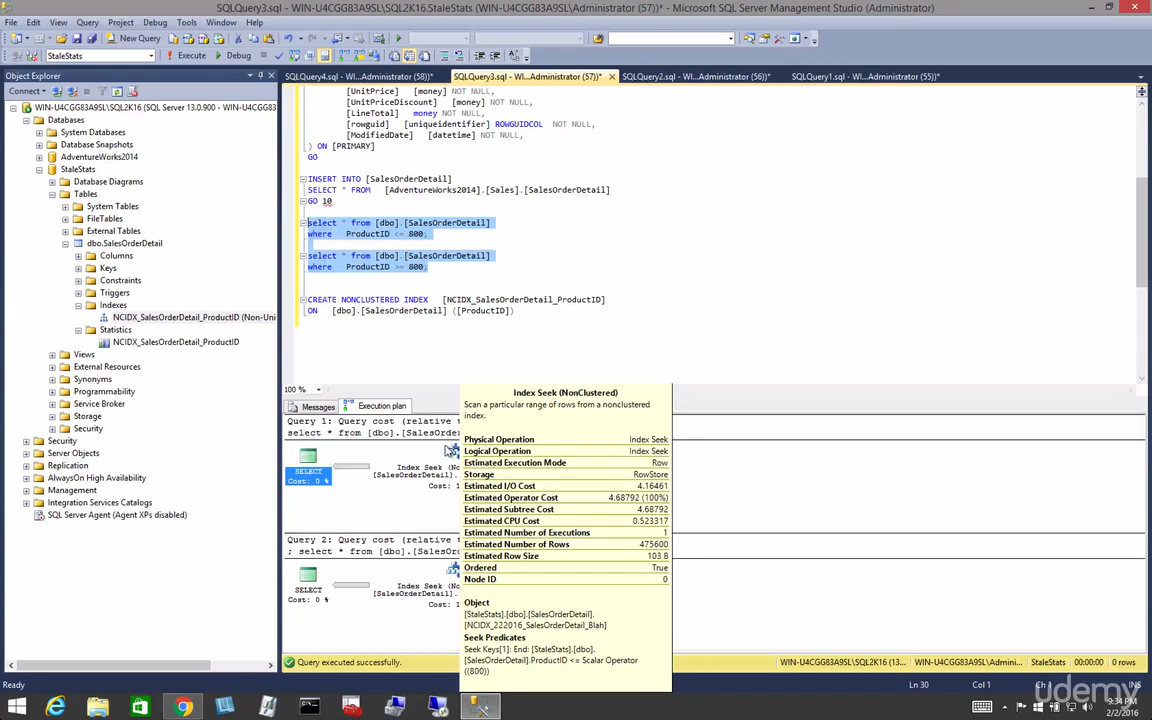 SQLQuery3.sql - WIN-U4CGG83A9SL\SQL2K16.StaleStats (WIN-U4CGG83A9SL\Administrator (57))* - Microsoft SQL Server Management Studio (Administrator)
File Edit View Query Project Debug Tools Window Help
New Query
StaleStats Execute Debug
Object Explorer
SQLQuery4.sql - WI...Administrator (58))* SQLQuery3.sql - WI...Administrator (57))* SQLQuery2.sql - WI...Administrator (56))* SQLQuery1.sql - WI...Administrator (55))*
Connect
WIN-U4CGG83A9SL\SQL2K16 (SQL Server 13.0.900
Databases
System Databases
Database Snapshots
AdventureWorks2014
StaleStats
Database Diagrams
Tables
System Tables
FileTables
External Tables
dbo.SalesOrderDetail
Columns
Keys
Constraints
Triggers
Indexes
NCIDX_SalesOrderDetail_ProductID (Non-Uni
Statistics
NCIDX_SalesOrderDetail_ProductID
Views
External Resources
Synonyms
Programmability
Service Broker
Storage
Security
Security
Server Objects
Replication
AlwaysOn High Availability
Management
Integration Services Catalogs
SQL Server Agent (Agent XPs disabled)
[UnitPrice] [money] NOT NULL,
[UnitPriceDiscount] [money] NOT NULL,
[LineTotal] money NOT NULL,
[rowguid] [uniqueidentifier] ROWGUIDCOL NOT NULL,
[ModifiedDate] [datetime] NOT NULL,
) ON [PRIMARY]
GO
INSERT INTO [SalesOrderDetail]
SELECT * FROM [AdventureWorks2014].[Sales].[SalesOrderDetail]
GO 10
select * from [dbo].[SalesOrderDetail]
where ProductID <= 800;
select * from [dbo].[SalesOrderDetail]
where ProductID >= 800;
CREATE NONCLUSTERED INDEX [NCIDX_SalesOrderDetail_ProductID]
ON [dbo].[SalesOrderDetail] ([ProductID])
100 %
Messages Execution plan
Query 1: Query cost (relative t
select * from [dbo].[SalesOrde
SELECT
Cost: 0 %
Index Seek (No
[SalesOrderDetail].
Cost: 1
Query 2: Query cost (relative t
; select * from [dbo].[SalesO
SELECT
Cost: 0 %
Index Seek (No
[SalesOrderDetail].
Cost: 1
Index Seek (NonClustered)
Scan a particular range of rows from a nonclustered
index.
Physical Operation Index Seek
Logical Operation Index Seek
Estimated Execution Mode Row
Storage RowStore
Estimated I/O Cost 4.16461
Estimated Operator Cost 4.68792 (100%)
Estimated Subtree Cost 4.68792
Estimated CPU Cost 0.523317
Estimated Number of Executions 1
Estimated Number of Rows 475600
Estimated Row Size 103 B
Ordered True
Node ID 0
Object
[StaleStats].[dbo].[SalesOrderDetail].
[NCIDX_222016_SalesOrderDetail_Blah]
Seek Predicates
Seek Keys[1]: End: [StaleStats].[dbo].
[SalesOrderDetail].ProductID <= Scalar Operator
((800))
Query executed successfully. WIN-U4CGG83A9SL\SQL2K16 (13... WIN-U4CGG83A9SL\Admini... StaleStats 00:00:00 0 rows
Ready Ln 30 Col 1 Ch 1 INS
udemy
9:34 PM
2/2/2016